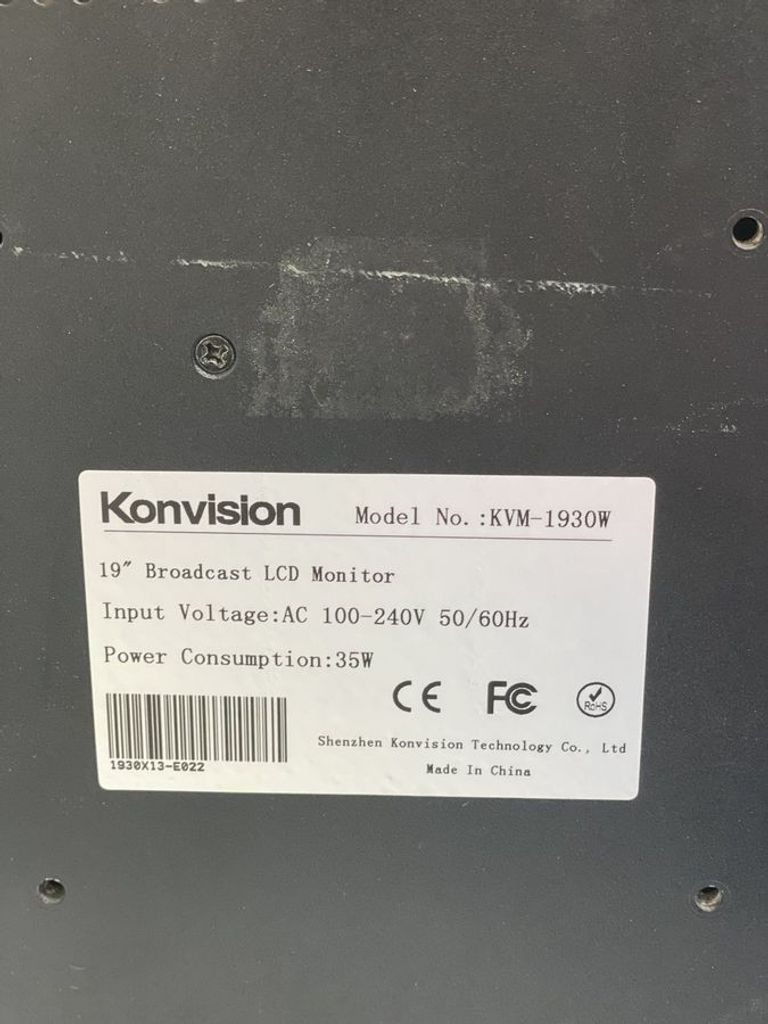 Konvision Model No.:KVM-1930W
19″ Broadcast LCD Monitor
Input Voltage:AC 100-240V 50/60Hz
Power Consumption:35W
CE FC RoHS
1930X13-E022
Shenzhen Konvision Technology Co., Ltd
Made In China